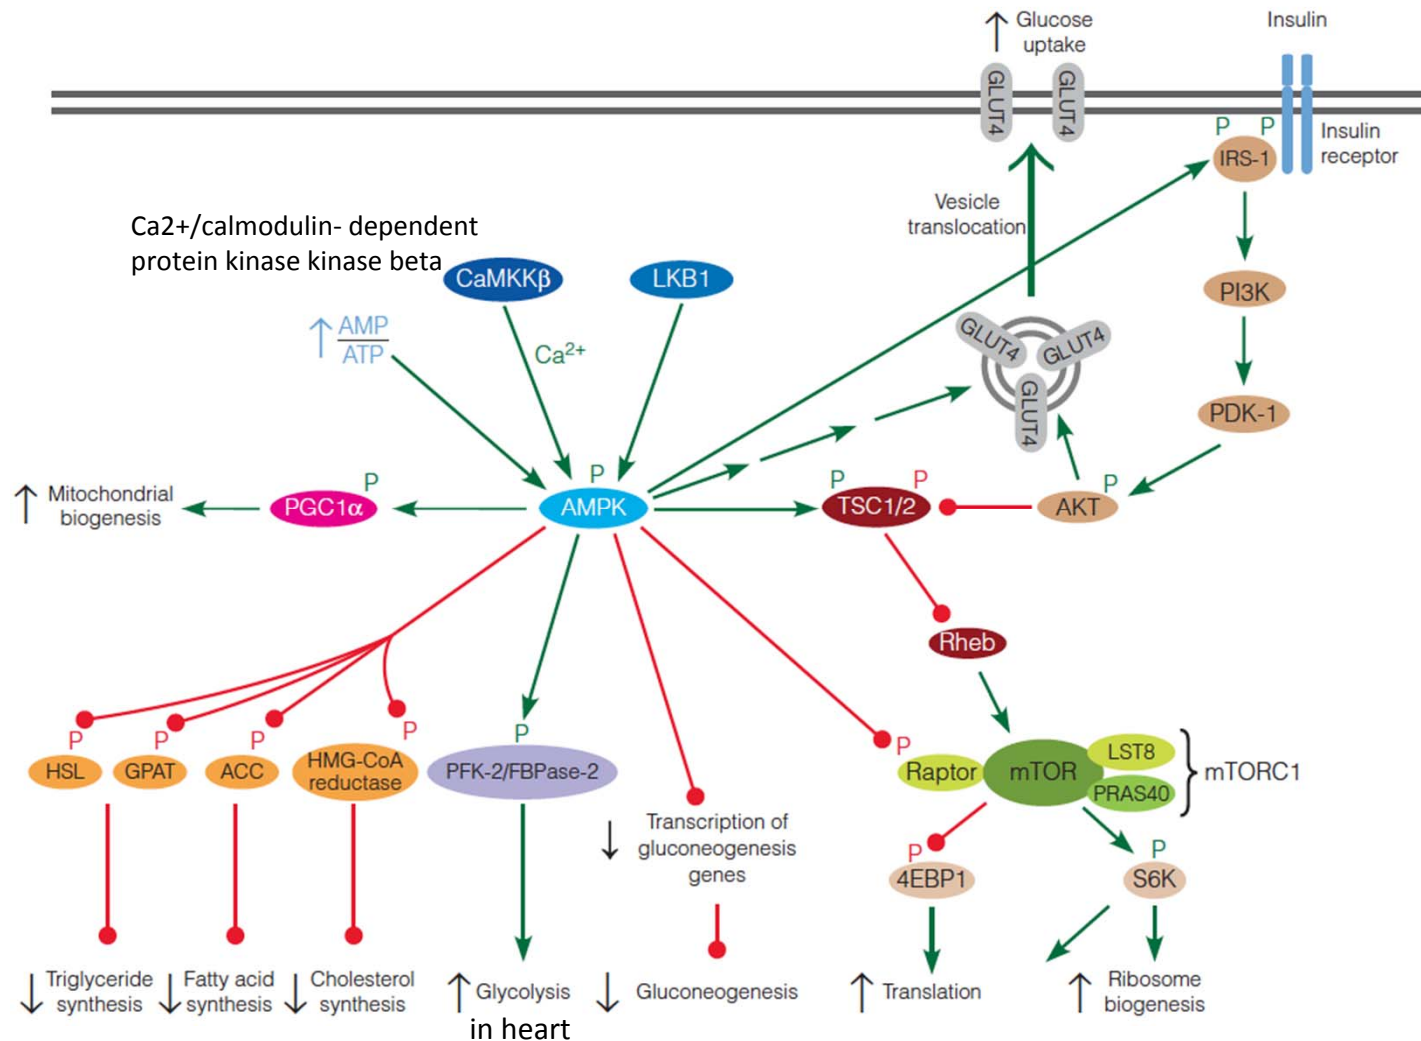 Glucose
uptake
Insulin
GLUT4
GLUT4
P P
IRS-1
Insulin
receptor
Vesicle
translocation
Ca2+/calmodulin- dependent
protein kinase kinase beta
CaMKKβ
LKB1
PI3K
AMP
ATP
Ca2+
GLUT4
GLUT4
GLUT4
PDK-1
P
AMPK
Mitochondrial
biogenesis
P
PGC1α
P P
TSC1/2
P
AKT
Rheb
P
HSL
P
GPAT
P
ACC
P
HMG-CoA
reductase
P
PFK-2/FBPase-2
P
Raptor
mTOR
LST8
PRAS40
mTORC1
Transcription of
gluconeogenesis
genes
P
4EBP1
P
S6K
Triglyceride
synthesis
Fatty acid
synthesis
Cholesterol
synthesis
Glycolysis
in heart
Gluconeogenesis
Translation
Ribosome
biogenesis